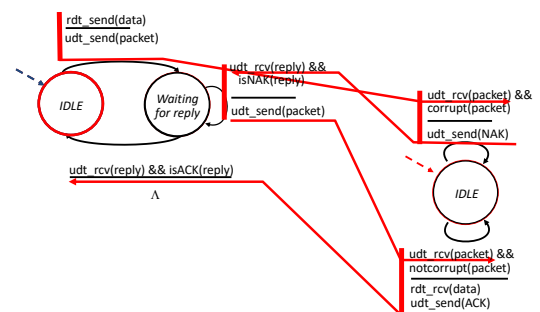 rdt_send(data)
udt_send(packet)
IDLE
Waiting
for reply
udt_rcv(reply) &&
isNAK(reply)
udt_send(packet)
udt_rcv(reply) && isACK(reply)
Λ
udt_rcv(packet) &&
corrupt(packet)
udt_send(NAK)
IDLE
udt_rcv(packet) &&
notcorrupt(packet)
rdt_rcv(data)
udt_send(ACK)